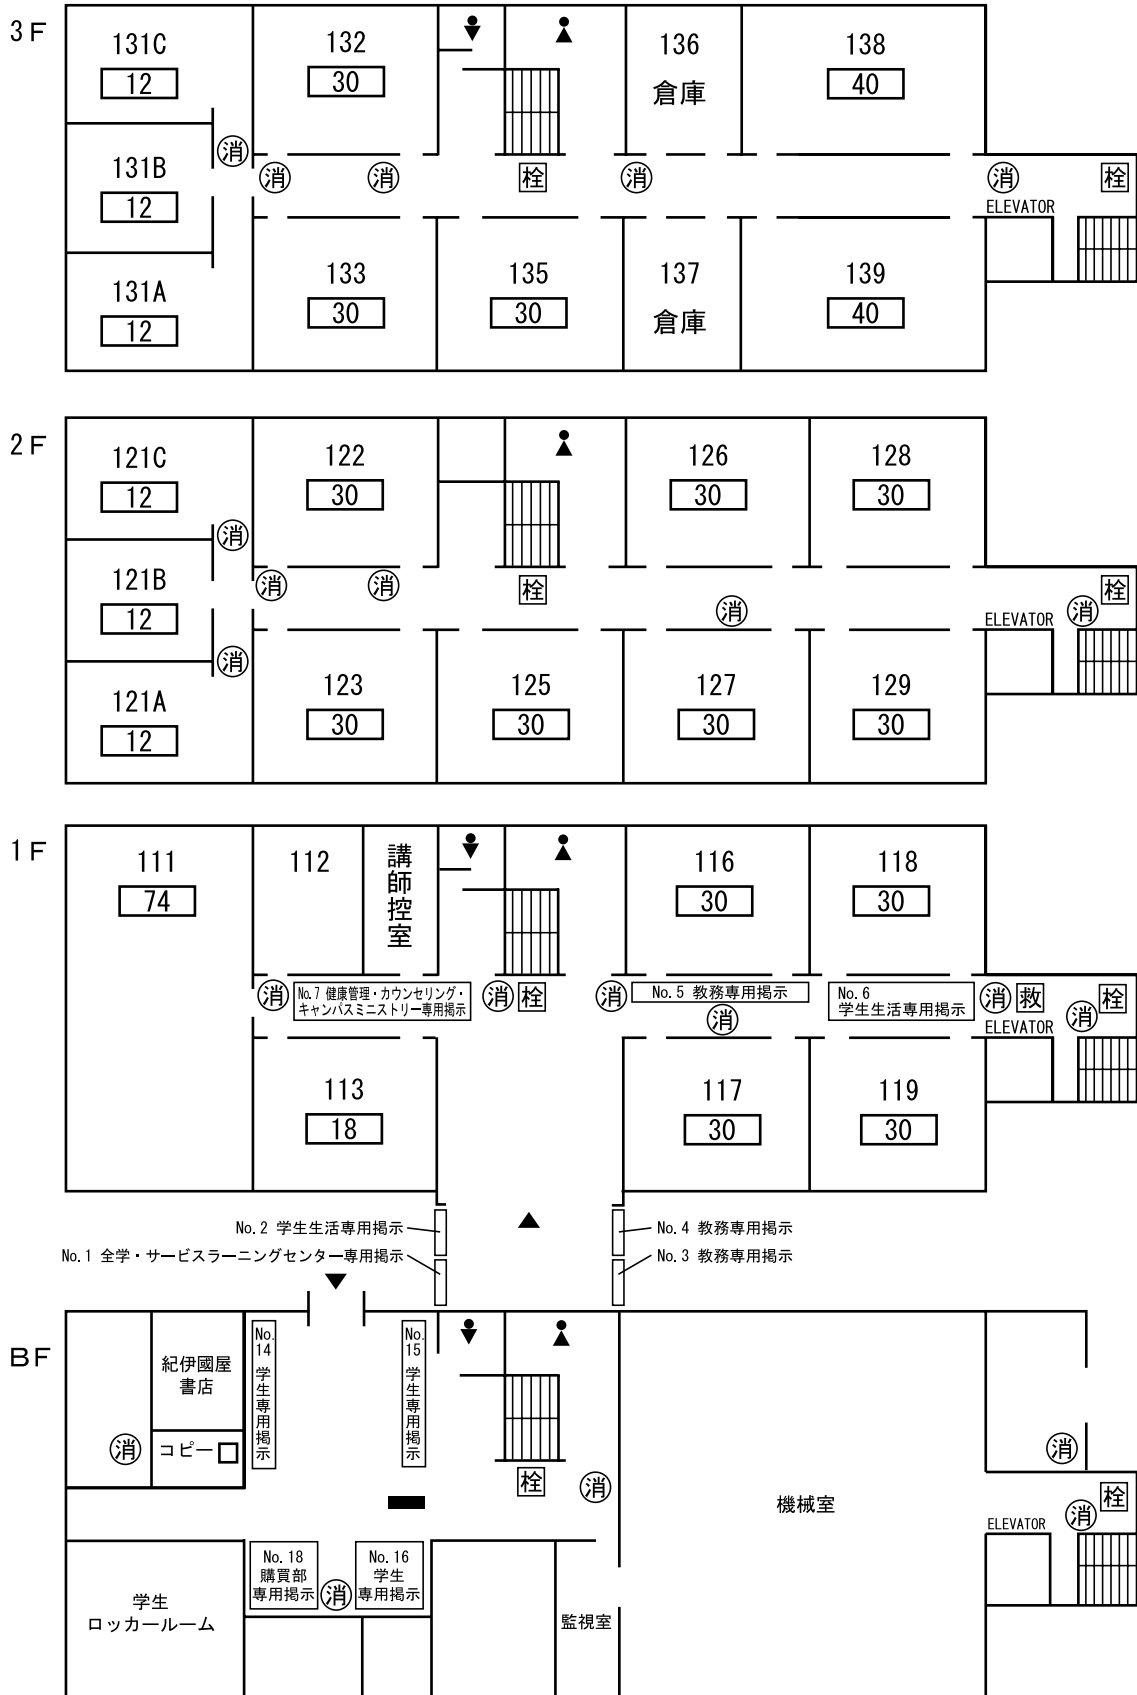 3F
131C
12
132
30
136
倉庫
138
40
消
131B
12
消
消
栓
消
消
栓
ELEVATOR
131A
12
133
30
135
30
137
倉庫
139
40
2F
121C
12
122
30
126
30
128
30
消
消
消
栓
消
消
栓
ELEVATOR
121B
12
消
121A
12
123
30
125
30
127
30
129
30
1F
111
74
112
講師控室
116
30
118
30
消
No.7 健康管理・カウンセリング・
キャンパスミニストリー専用掲示
消
栓
消
No.5 教務専用掲示
消
No.6
学生生活専用掲示
消
救
消
栓
ELEVATOR
113
18
117
30
119
30
No.2 学生生活専用掲示
No.4 教務専用掲示
No.1 全学・サービスラーニングセンター専用掲示
No.3 教務専用掲示
BF
紀伊國屋
書店
No.14 学生専用掲示
No.15 学生専用掲示
消
コピー
栓
消
機械室
消
消
栓
ELEVATOR
No.18
購買部
専用掲示
消
No.16
学生
専用掲示
学生
ロッカールーム
監視室